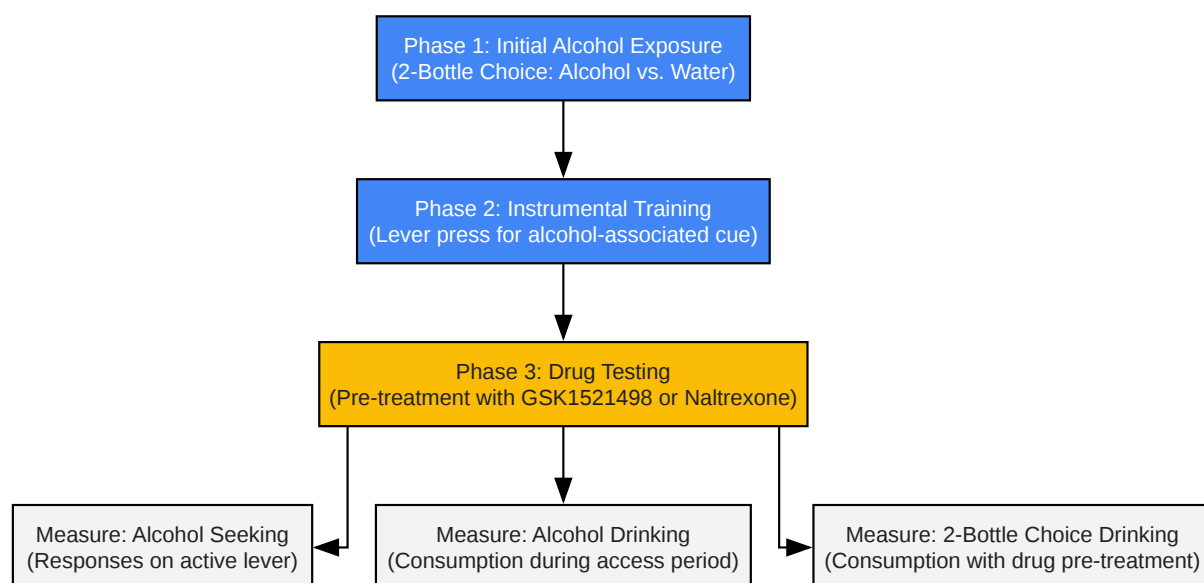 Phase 1: Initial Alcohol Exposure
(2-Bottle Choice: Alcohol vs. Water)
Phase 2: Instrumental Training
(Lever press for alcohol-associated cue)
Phase 3: Drug Testing
(Pre-treatment with GSK1521498 or Naltrexone)
Measure: Alcohol Seeking
(Responses on active lever)
Measure: Alcohol Drinking
(Consumption during access period)
Measure: 2-Bottle Choice Drinking
(Consumption with drug pre-treatment)